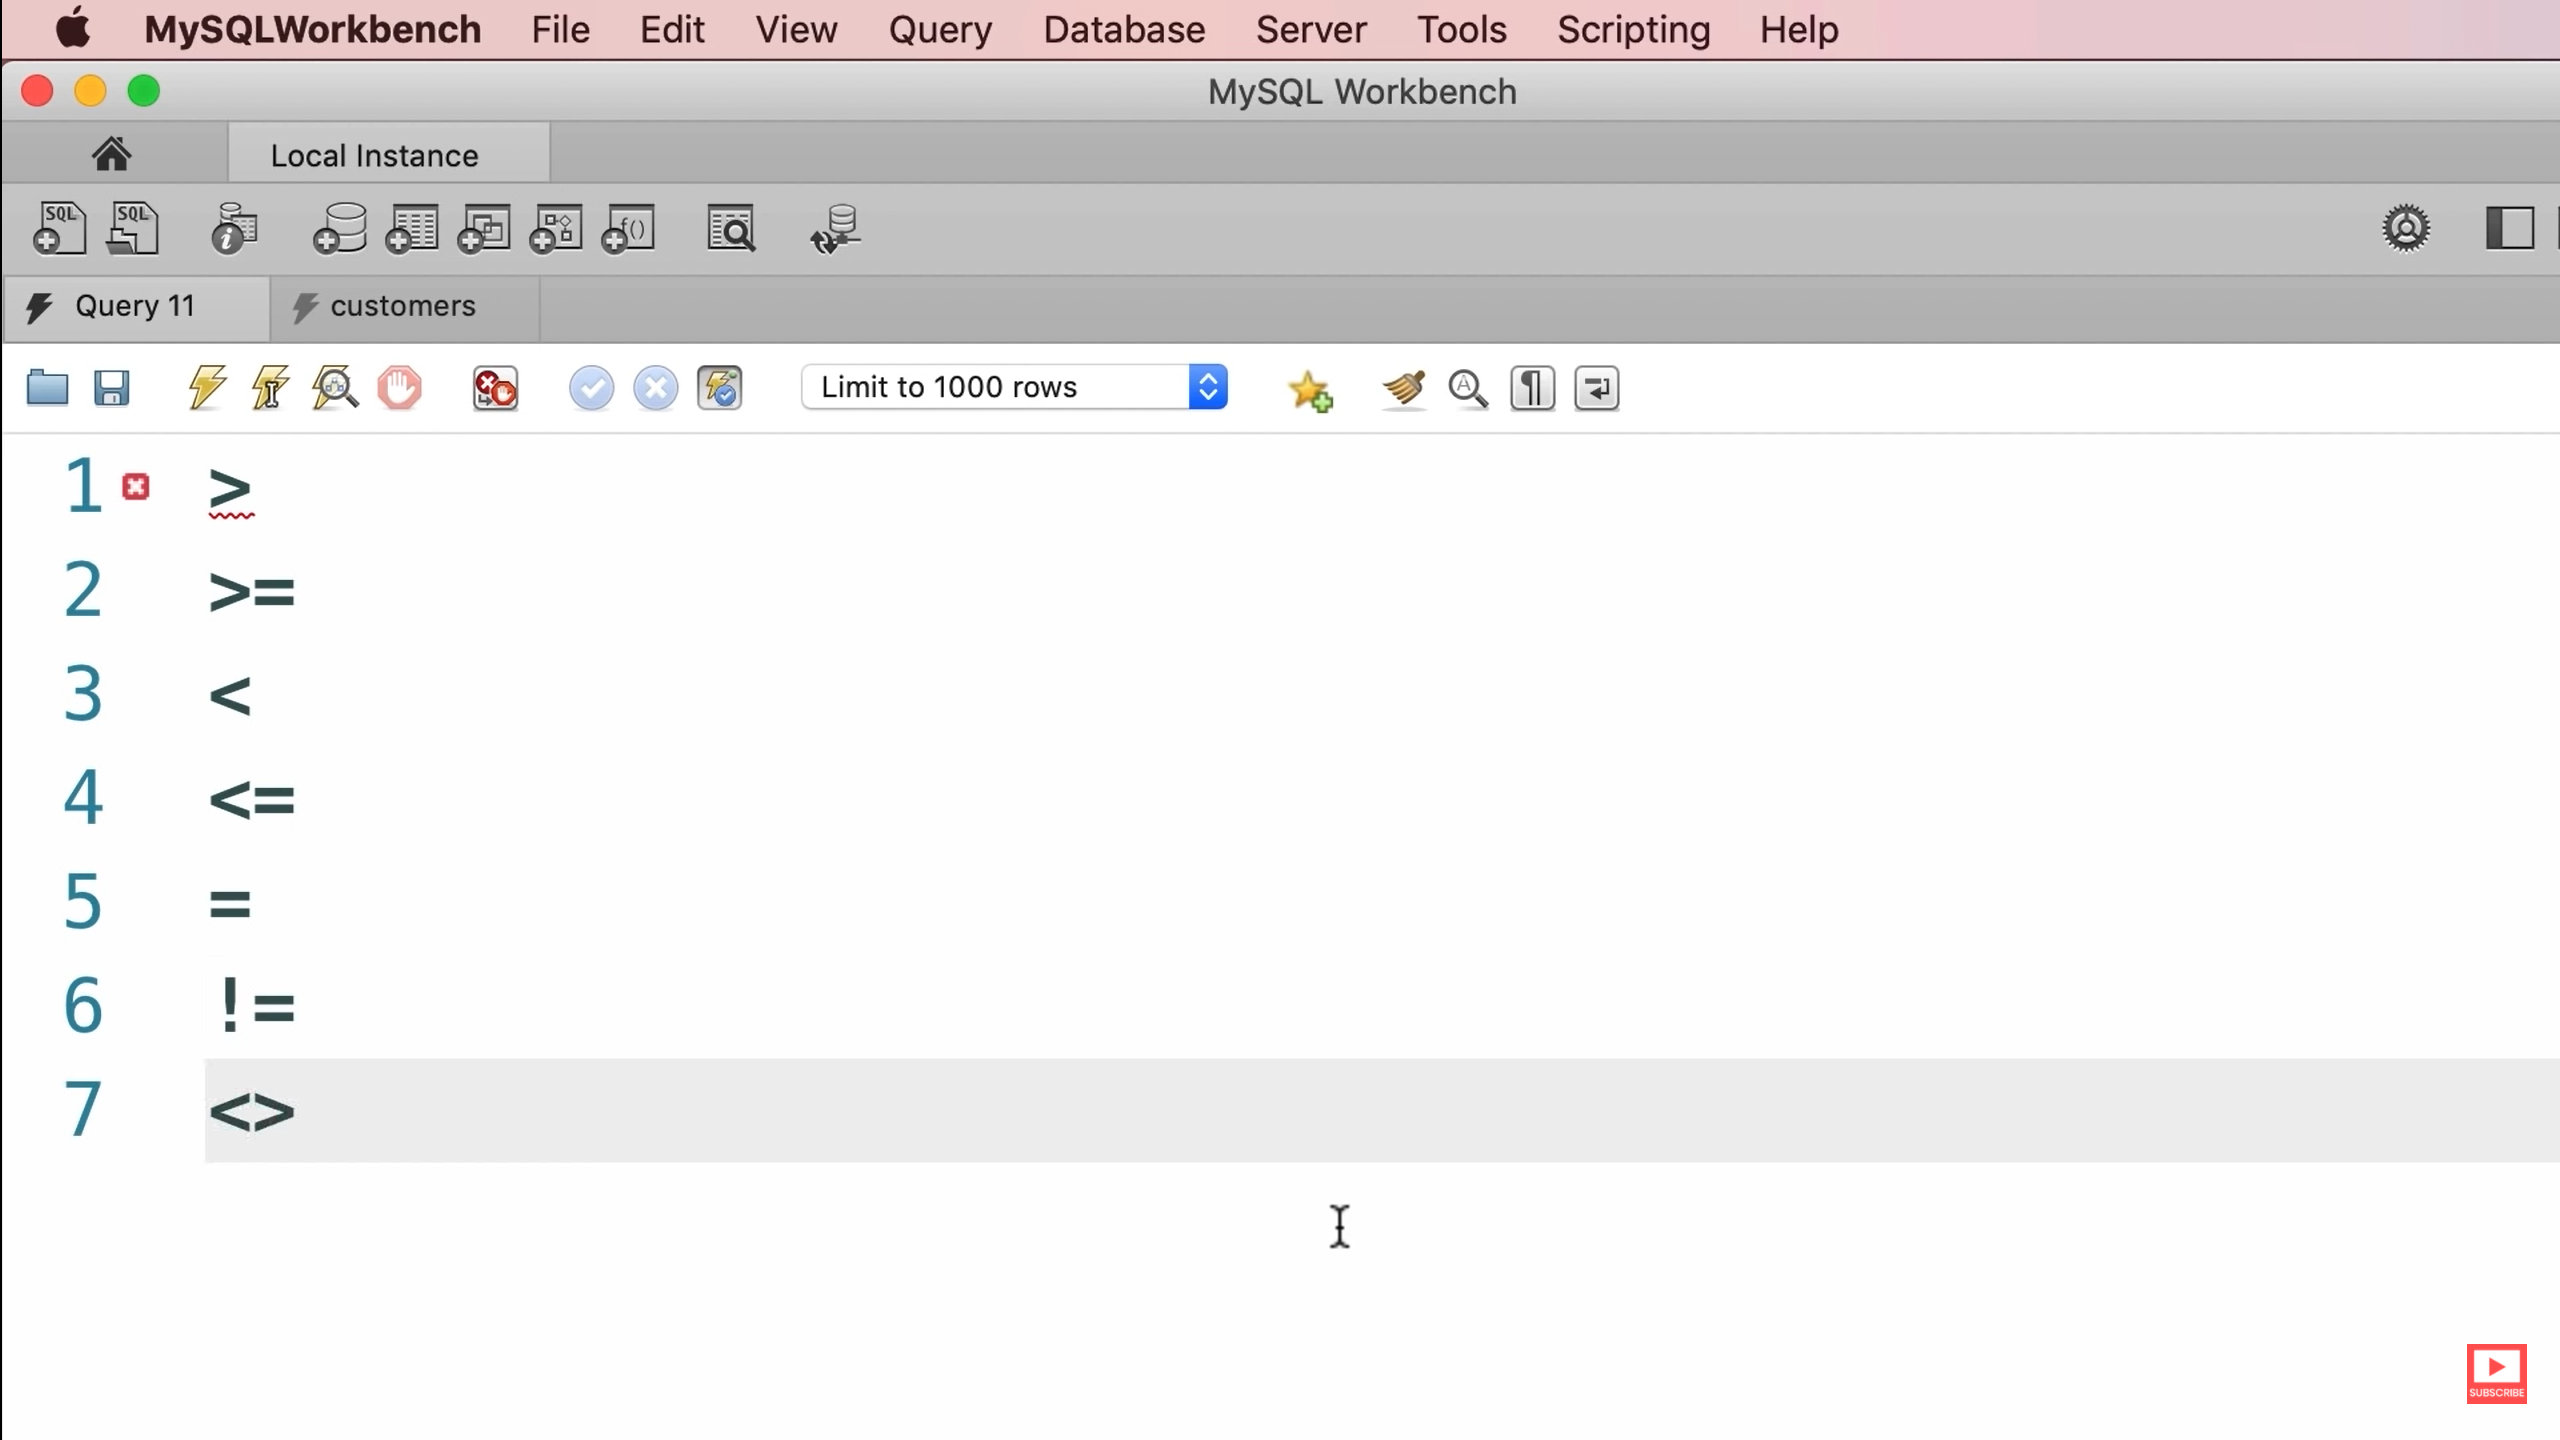 MySQLWorkbench File Edit View Query Database Server Tools Scripting Help
MySQL Workbench
Local Instance
SQL SQL f()
Query 11 customers
Limit to 1000 rows
1 >
2 >=
3 <
4 <=
5 =
6 !=
7 <>
SUBSCRIBE